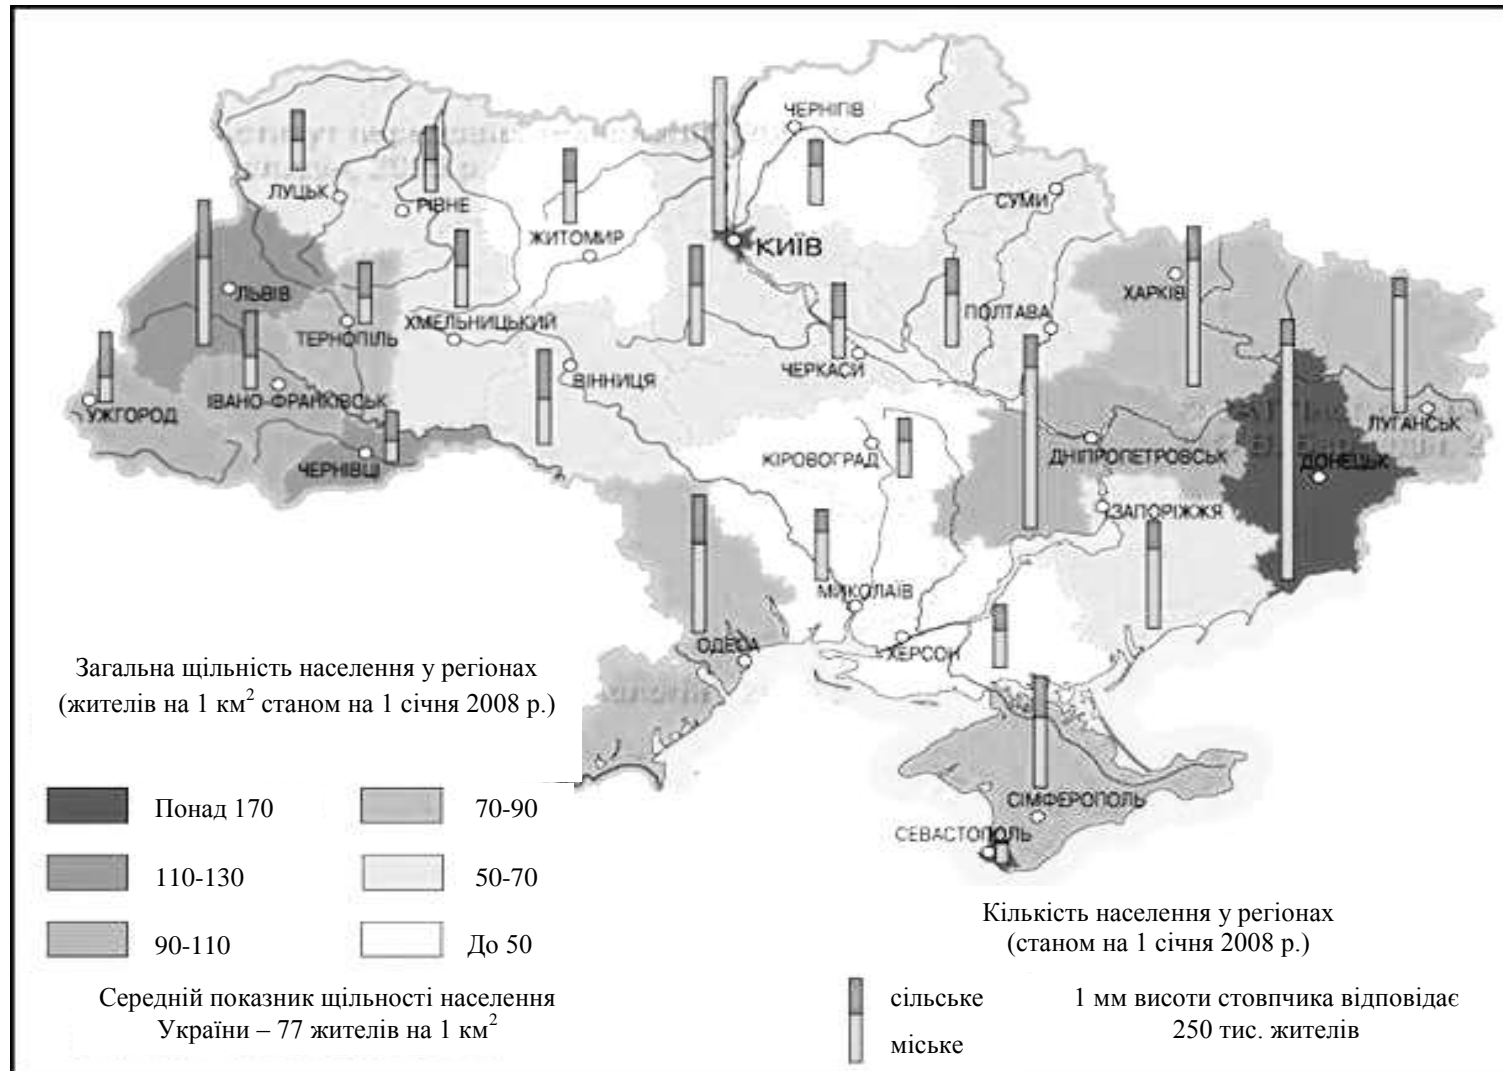 ЧЕРНІГІВ
ЛУЦЬК
РІВНЕ
СУМИ
ЖИТОМИР
КИЇВ
ЛЬВІВ
ХАРКІВ
ТЕРНОПІЛЬ
ХМЕЛЬНИЦЬКИЙ
ПОЛТАВА
ЧЕРКАСИ
ВІННИЦЯ
УЖГОРОД
ІВАНО-ФРАНКІВСЬК
ЛУГАНСЬК
ЧЕРНІВЦІ
КІРОВОГРАД
ДНІПРОПЕТРОВСЬК
ДОНЕЦЬК
ЗАПОРІЖЖЯ
МИКОЛАЇВ
ОДЕСА
ХЕРСОН
СІМФЕРОПОЛЬ
СЕВАСТОПОЛЬ
Загальна щільність населення у регіонах
(жителів на 1 км² станом на 1 січня 2008 р.)
Понад 170
70-90
110-130
50-70
90-110
До 50
Середній показник щільності населення
України – 77 жителів на 1 км²
Кількість населення у регіонах
(станом на 1 січня 2008 р.)
сільське
міське
1 мм висоти стовпчика відповідає
250 тис. жителів